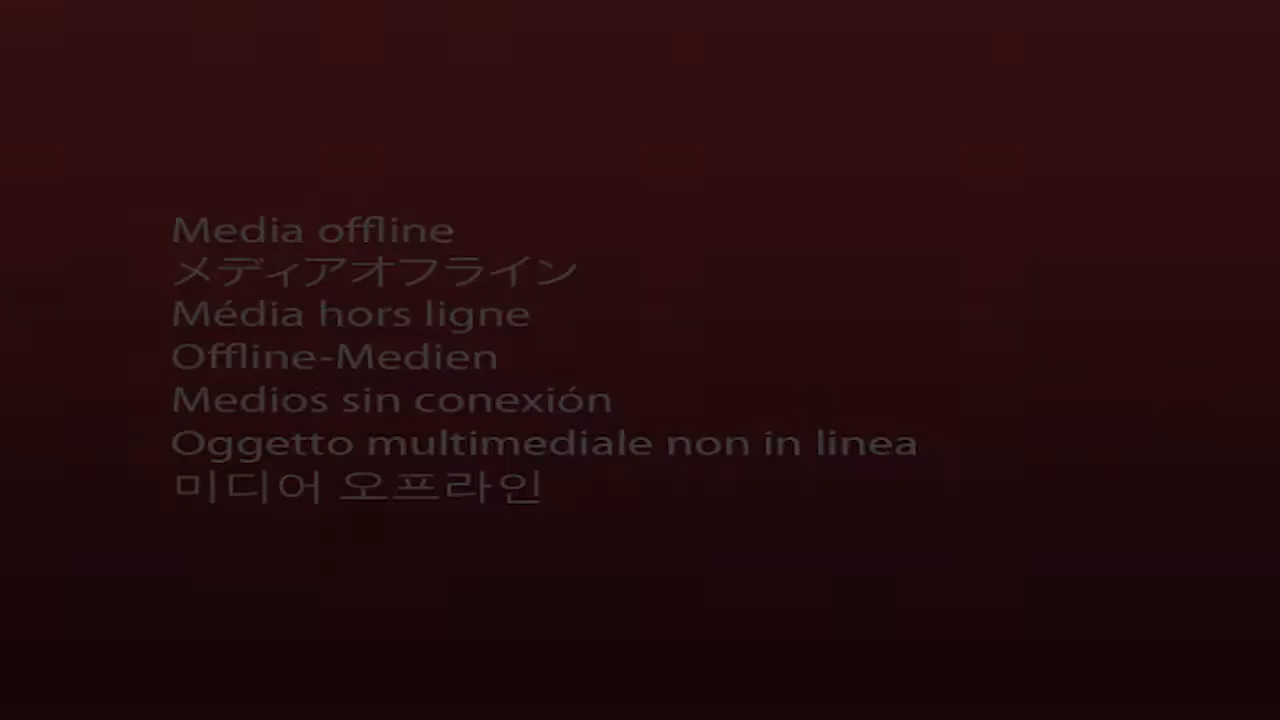 Media offline
メディアオフライン
Média hors ligne
Offline-Medien
Medios sin conexión
Oggetto multimediale non in linea
미디어 오프라인